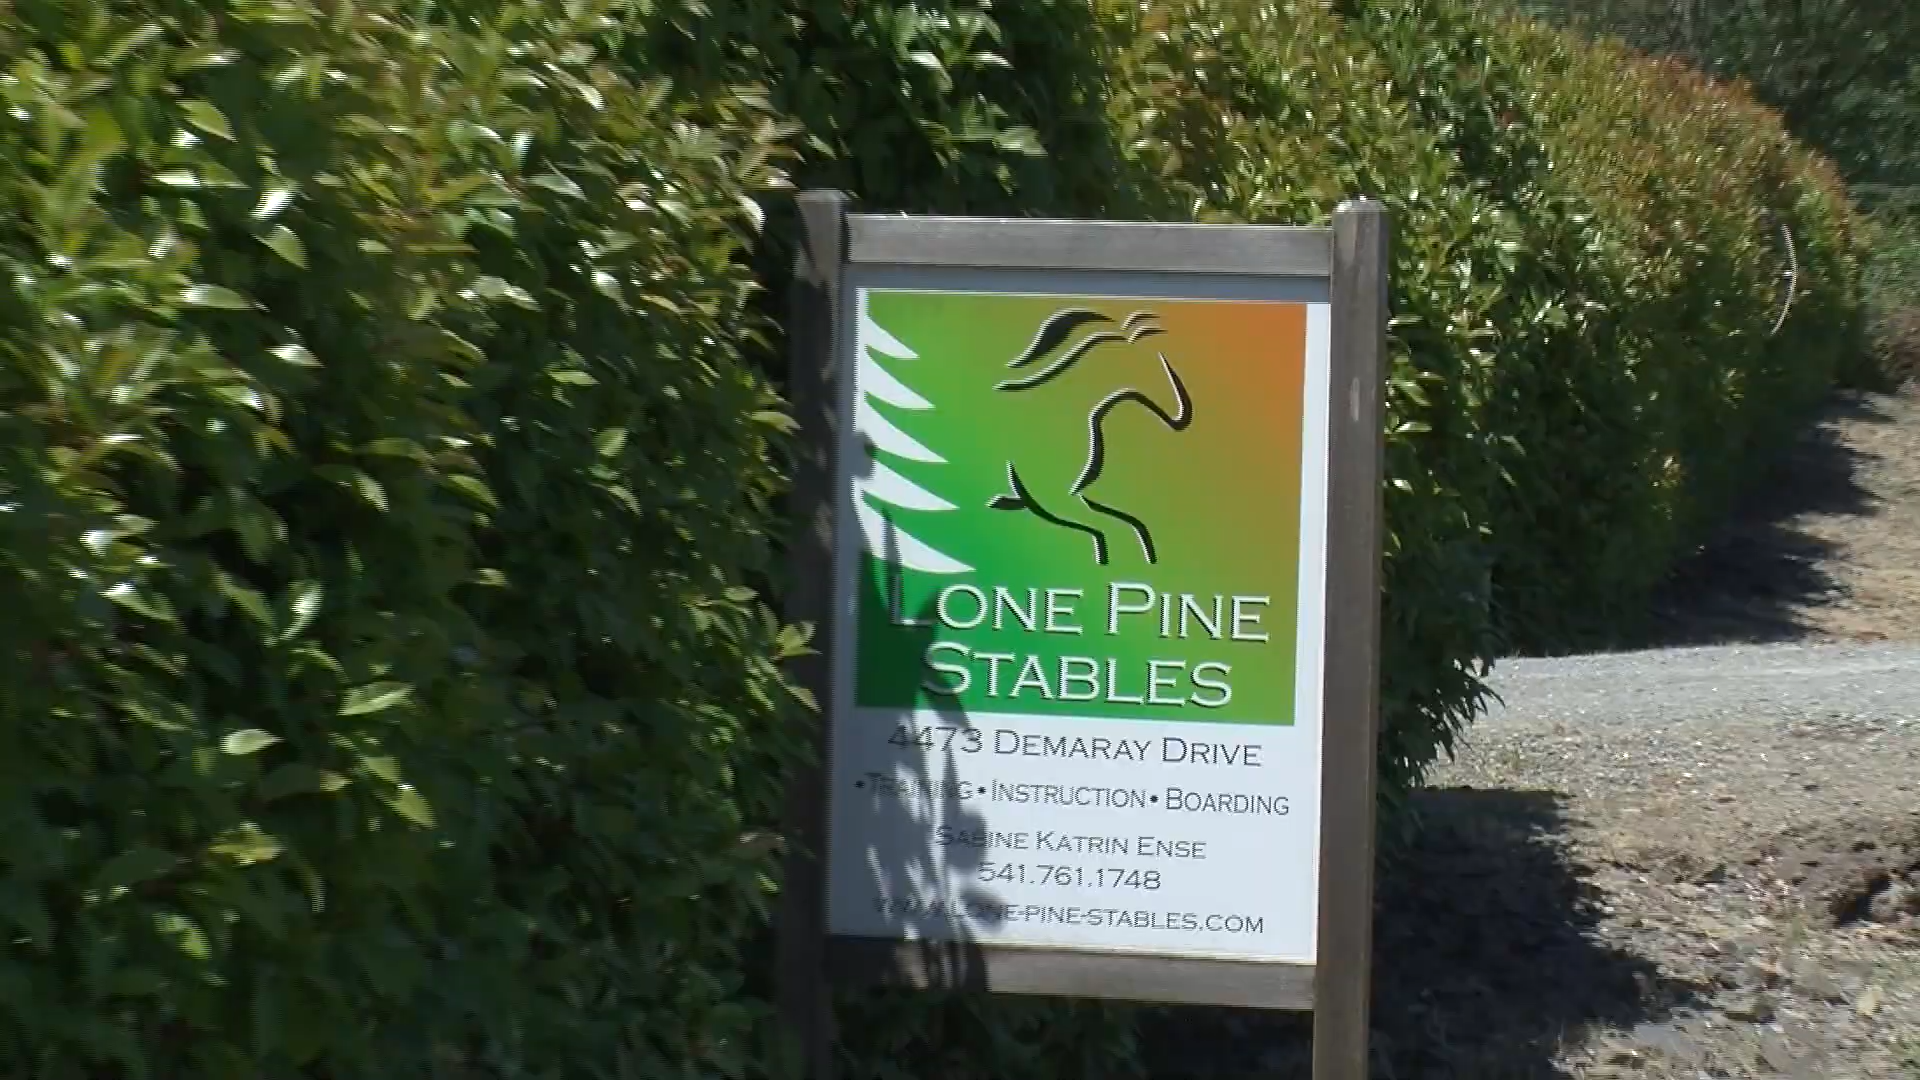 LONE PINE
STABLES
4473 DEMARAY DRIVE
•TRAINING•INSTRUCTION•BOARDING
SABINE KATRIN ENSE
541.761.1748
WWW.LONE-PINE-STABLES.COM